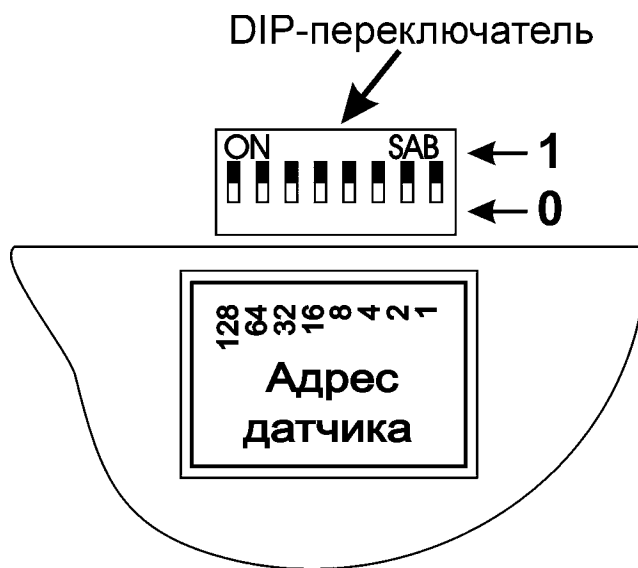 DIP-переключатель
ON SAB
1
0
128 64 32 16 8 4 2 1
Адрес
датчика